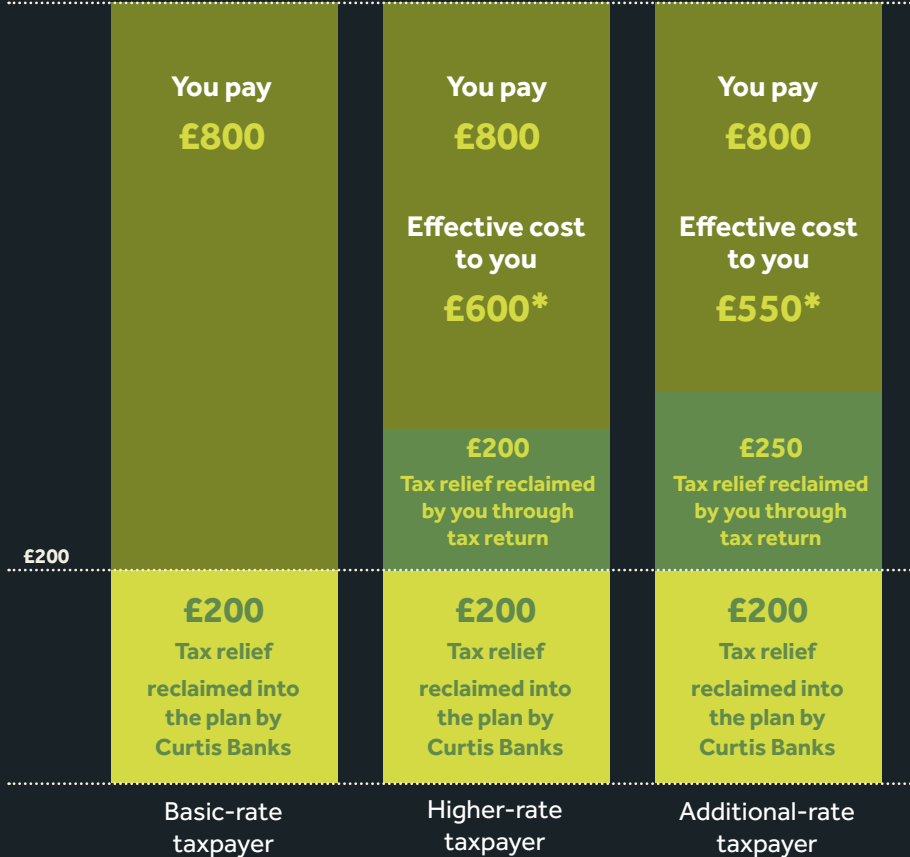 You pay
£800
You pay
£800
Effective cost
to you
£600*
You pay
£800
Effective cost
to you
£550*
£200
Tax relief reclaimed
by you through
tax return
£250
Tax relief reclaimed
by you through
tax return
£200
£200
Tax relief
reclaimed into
the plan by
Curtis Banks
£200
Tax relief
reclaimed into
the plan by
Curtis Banks
£200
Tax relief
reclaimed into
the plan by
Curtis Banks
Basic-rate
taxpayer
Higher-rate
taxpayer
Additional-rate
taxpayer